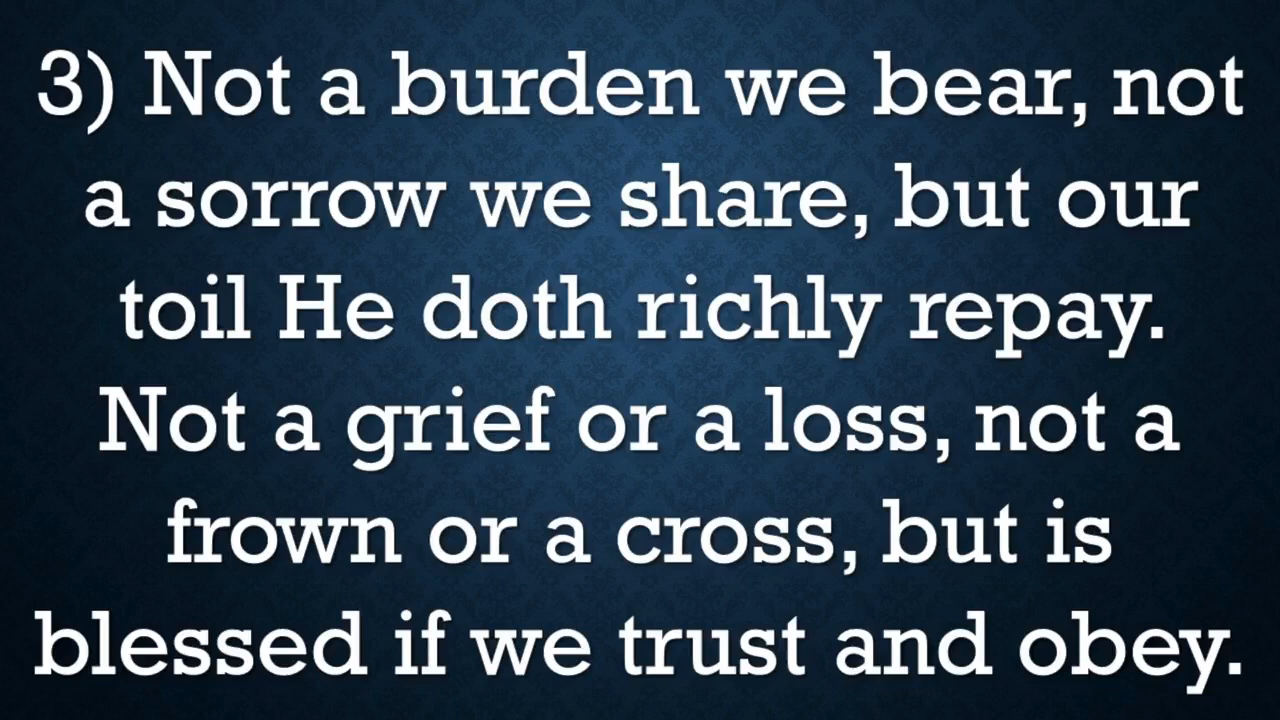 3) Not a burden we bear, not
a sorrow we share, but our
toil He doth richly repay.
Not a grief or a loss, not a
frown or a cross, but is
blessed if we trust and obey.